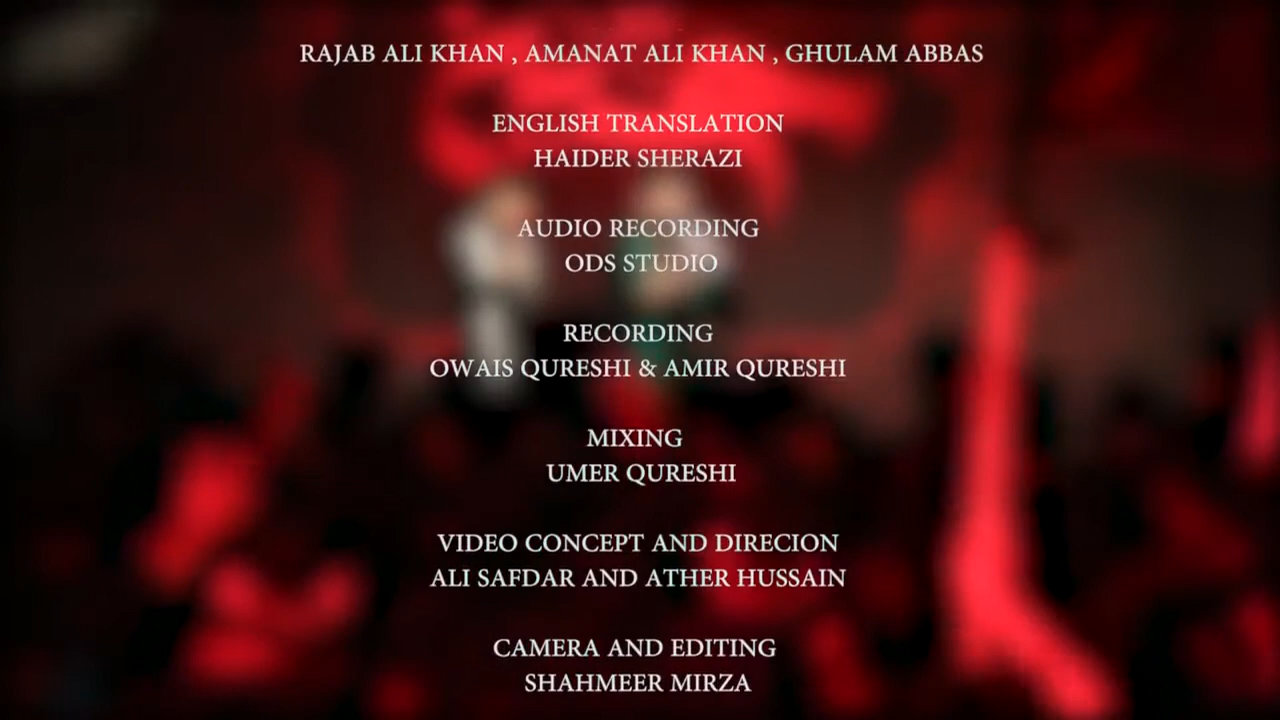 RAJAB ALI KHAN , AMANAT ALI KHAN , GHULAM ABBAS
ENGLISH TRANSLATION
HAIDER SHERAZI
AUDIO RECORDING
ODS STUDIO
RECORDING
OWAIS QURESHI & AMIR QURESHI
MIXING
UMER QURESHI
VIDEO CONCEPT AND DIRECION
ALI SAFDAR AND ATHER HUSSAIN
CAMERA AND EDITING
SHAHMEER MIRZA